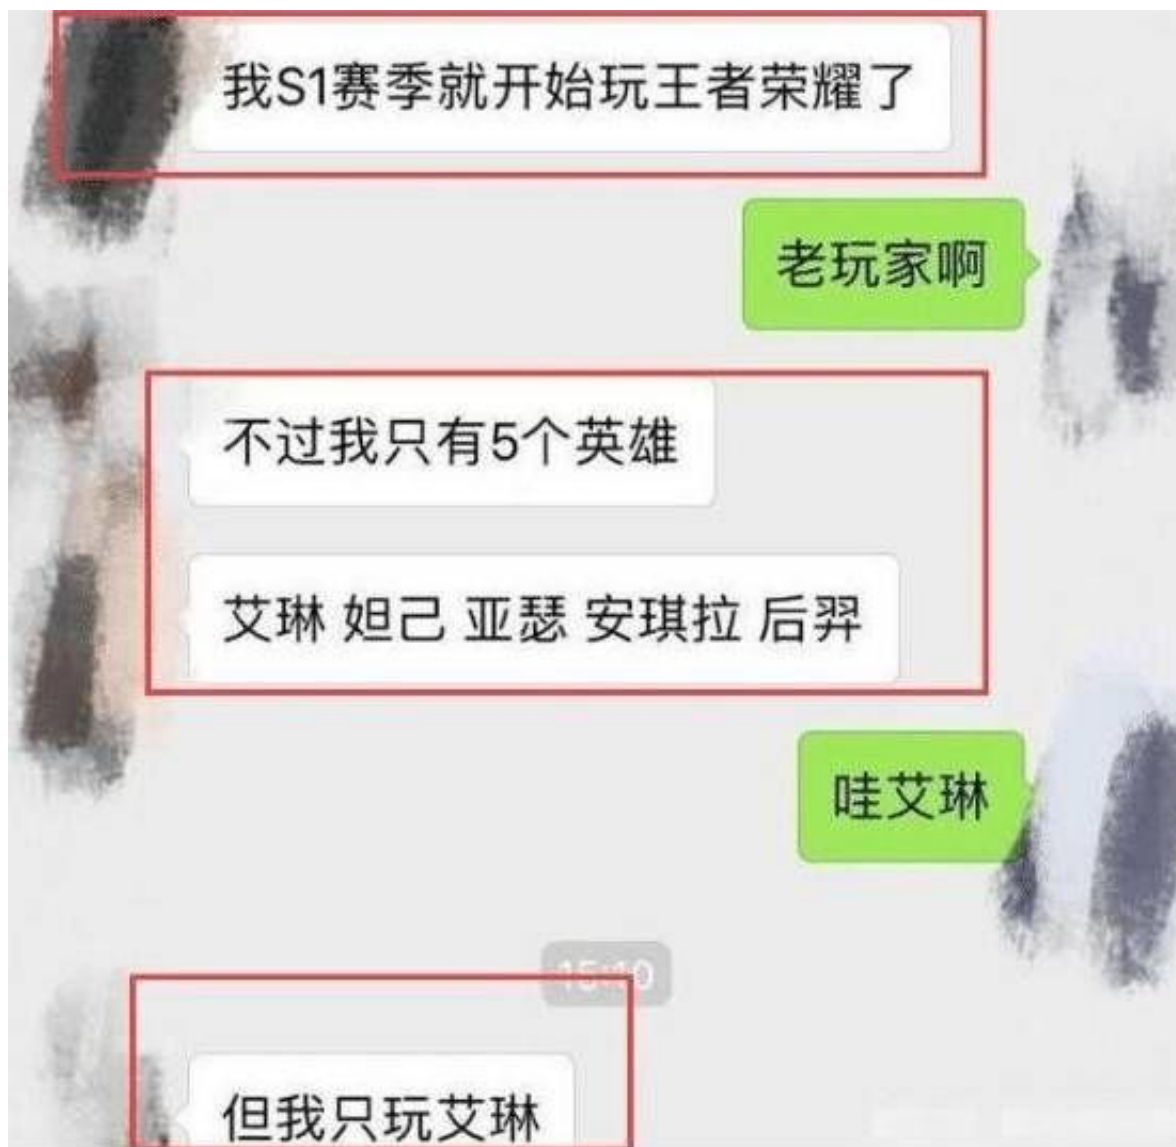 我S1赛季就开始玩王者荣耀了
老玩家啊
不过我只有5个英雄
艾琳 妲己 亚瑟 安琪拉 后羿
哇艾琳
15:10
但我只玩艾琳